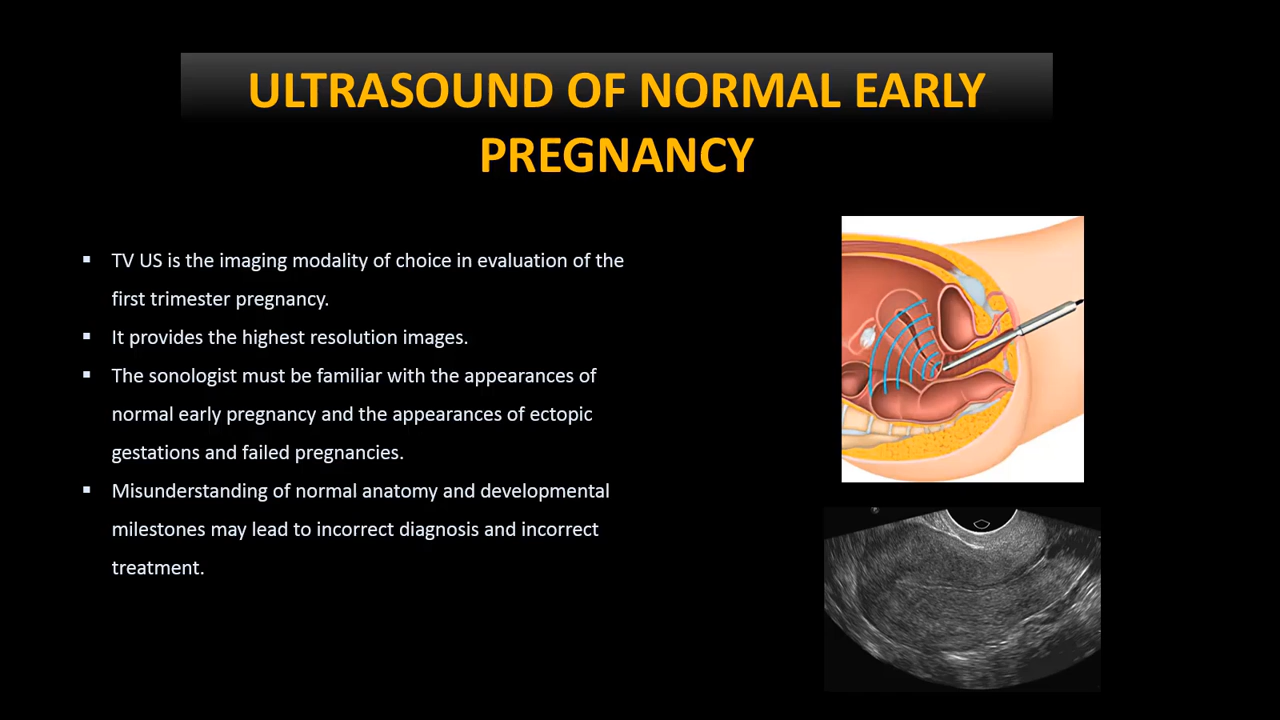 ULTRASOUND OF NORMAL EARLY
PREGNANCY
▪ TV US is the imaging modality of choice in evaluation of the
first trimester pregnancy.
▪ It provides the highest resolution images.
▪ The sonologist must be familiar with the appearances of
normal early pregnancy and the appearances of ectopic
gestations and failed pregnancies.
▪ Misunderstanding of normal anatomy and developmental
milestones may lead to incorrect diagnosis and incorrect
treatment.